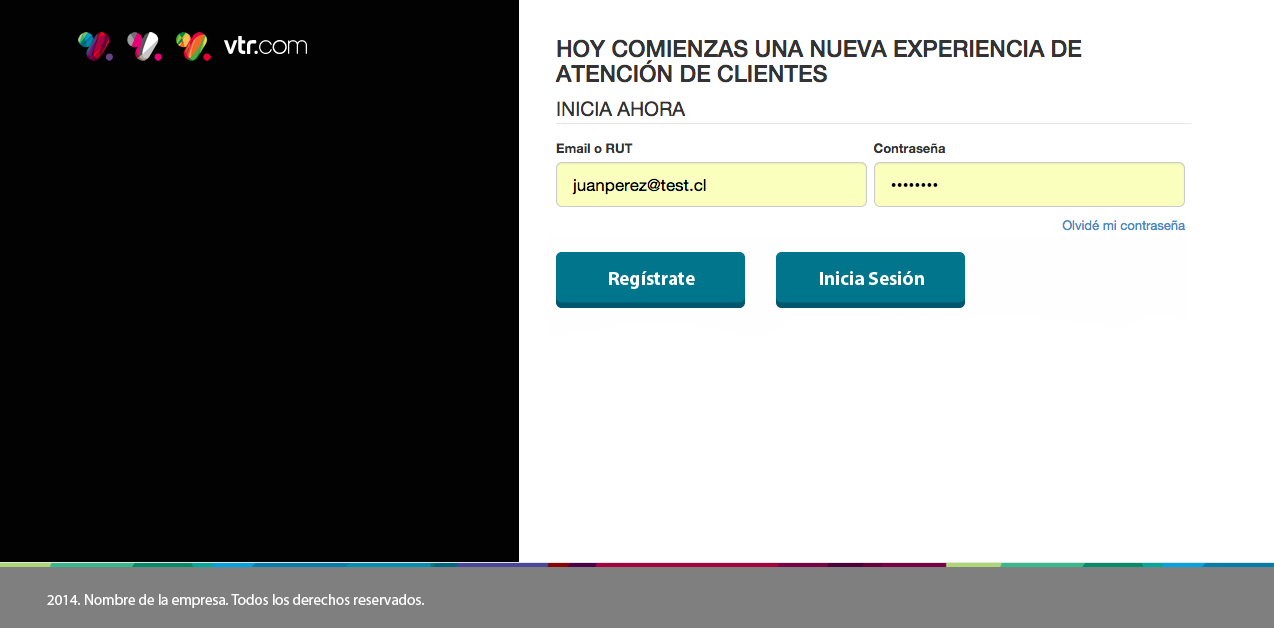 vtr.com
HOY COMIENZAS UNA NUEVA EXPERIENCIA DE
ATENCIÓN DE CLIENTES
INICIA AHORA
Email o RUT
Contraseña
juanperez@test.cl
••••••••
Olvidé mi contraseña
Regístrate
Inicia Sesión
2014. Nombre de la empresa. Todos los derechos reservados.